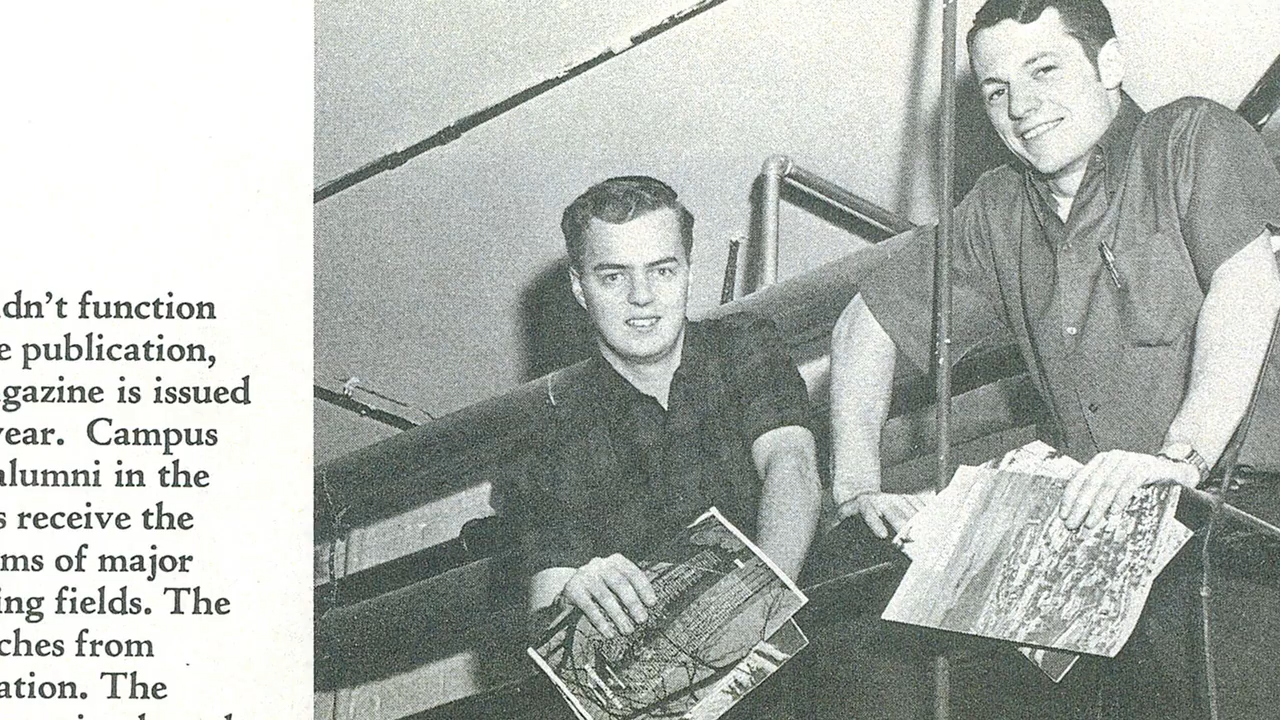 dn't function
publication,
gazine is issued
year. Campus
alumni in the
receive the
ms of major
ing fields. The
ches from
ation. The